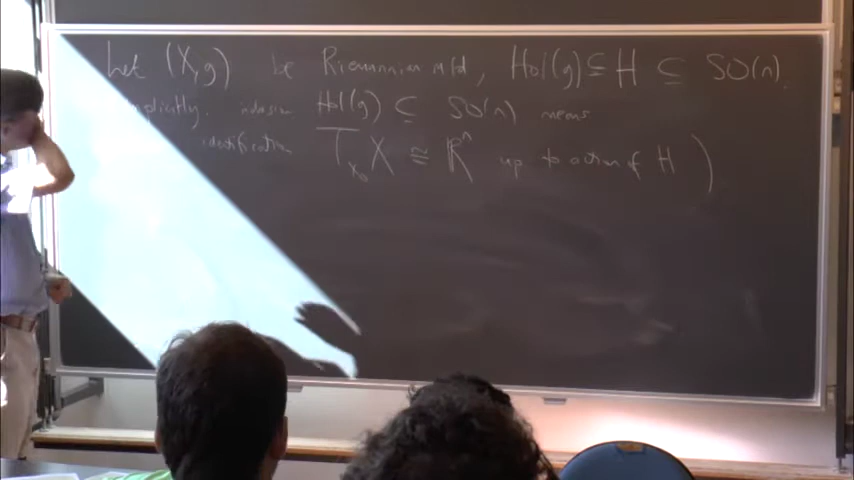 Let (X, g) be Riemannian mfd, Hol(g) ⊆ H ⊆ SO(n).
implicitly. inclusion Hol(g) ⊆ SO(n) means
identification T_{x_0} X ≅ ℝ^n up to action of H )